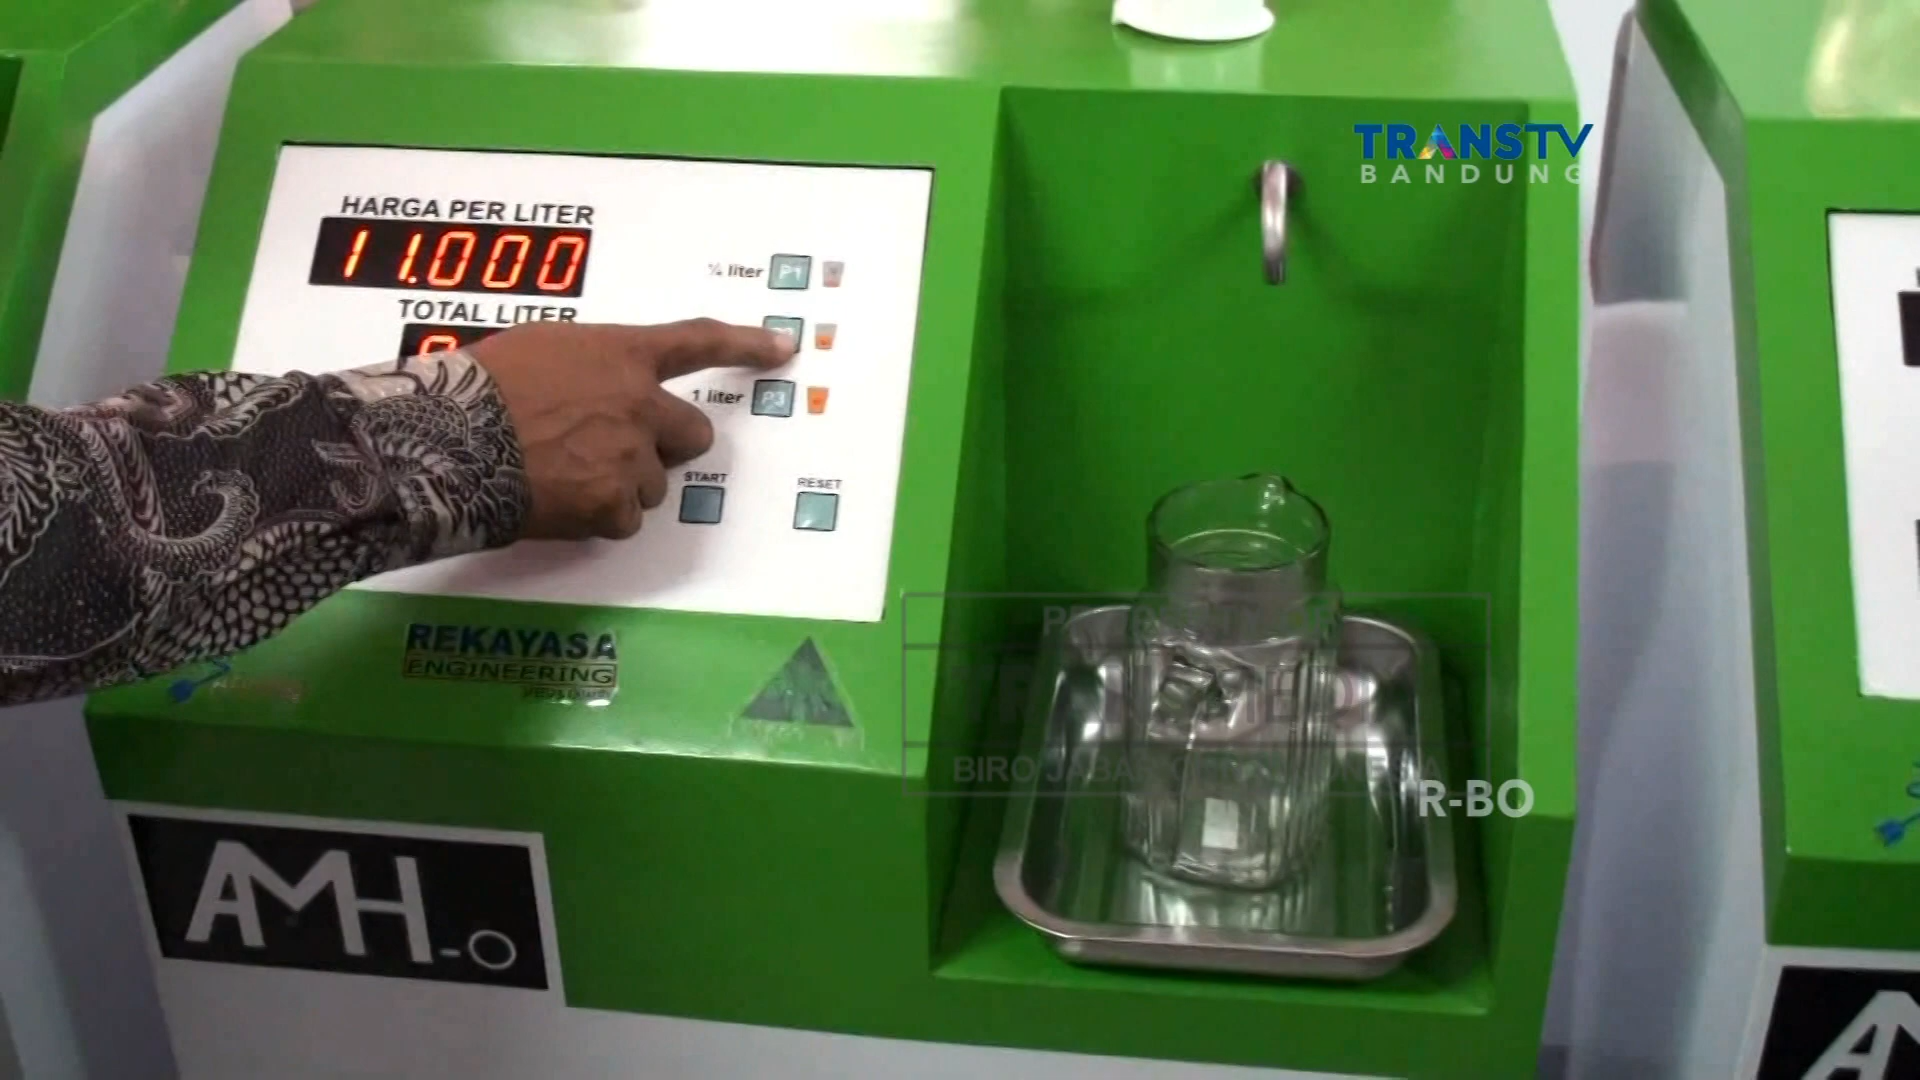 TRANSTV
BANDUNG
HARGA PER LITER
11.000
TOTAL LITER
¼ liter P1
1 liter P3
START
RESET
REKAYASA
ENGINEERING
R-BO
AMH-O